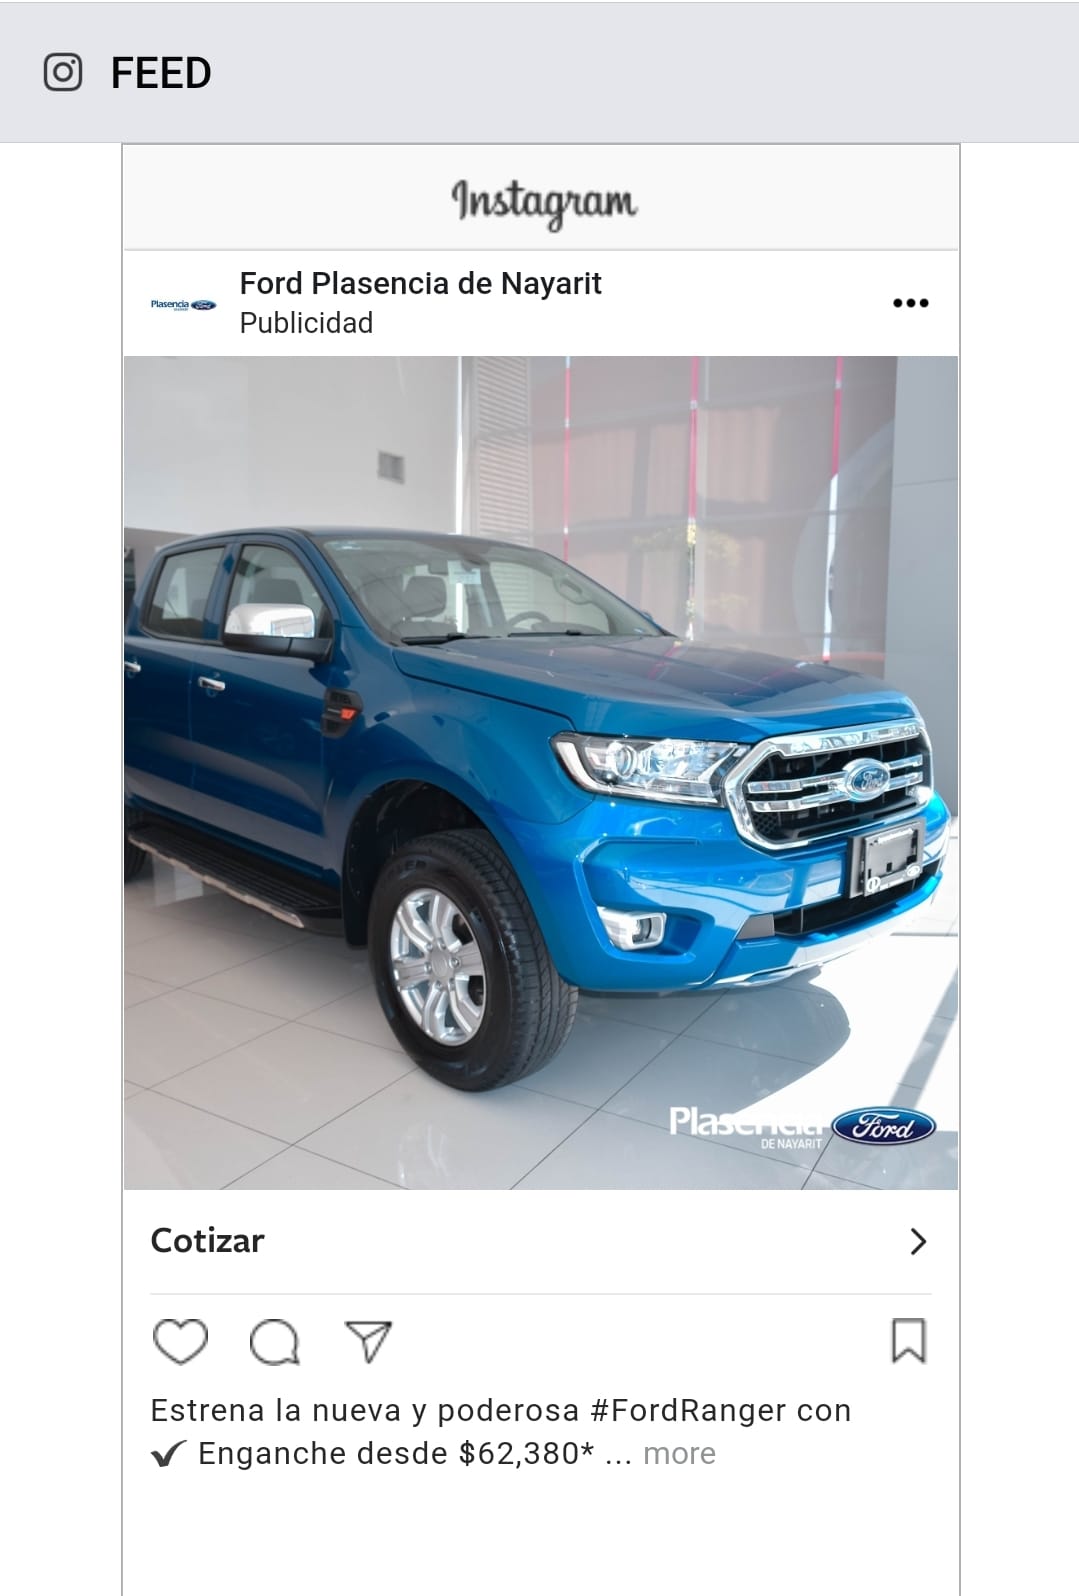 FEED
Instagram
Plasencia Ford
Ford Plasencia de Nayarit
Publicidad
Ford
Plasencia Ford
DE NAYARIT
Cotizar
Estrena la nueva y poderosa #FordRanger con
✔ Enganche desde $62,380* ... more